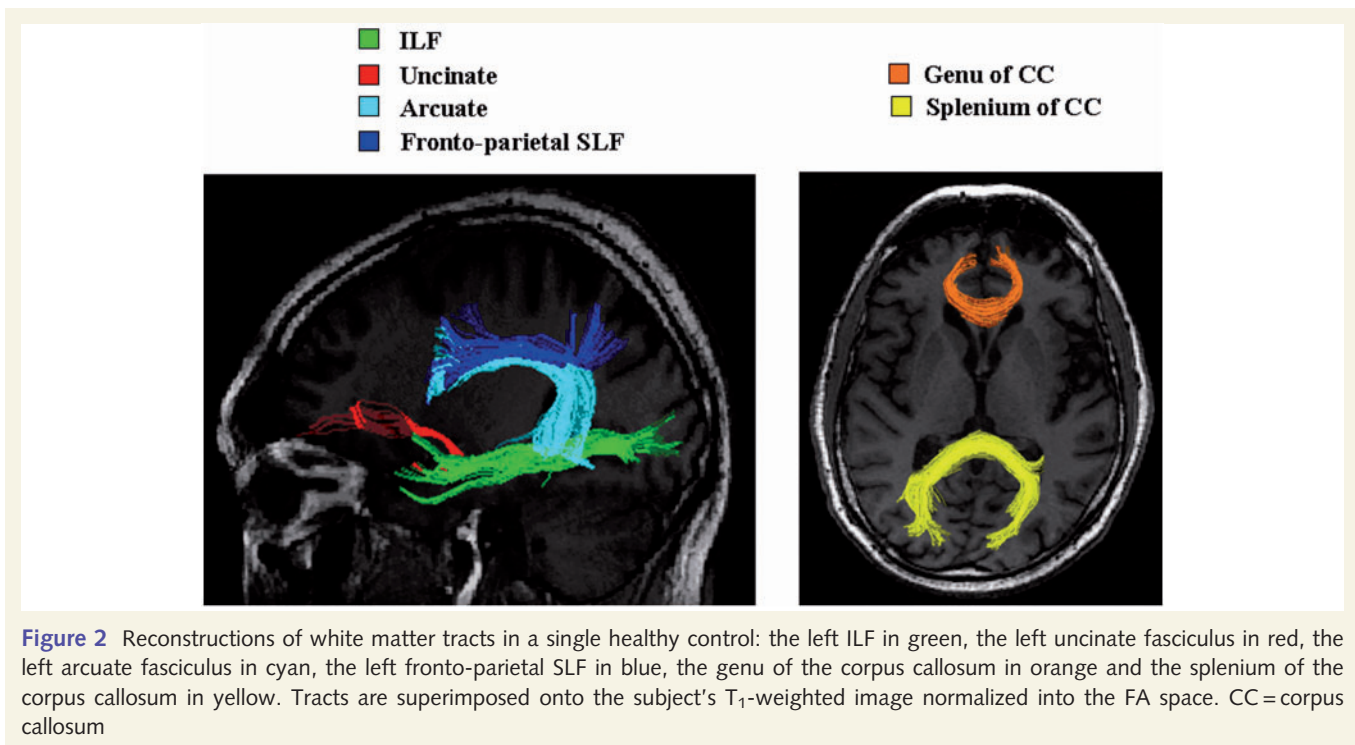 ILF
Uncinate
Arcuate
Fronto-parietal SLF
Genu of CC
Splenium of CC
Figure 2 Reconstructions of white matter tracts in a single healthy control: the left ILF in green, the left uncinate fasciculus in red, the
left arcuate fasciculus in cyan, the left fronto-parietal SLF in blue, the genu of the corpus callosum in orange and the splenium of the
corpus callosum in yellow. Tracts are superimposed onto the subject's T₁-weighted image normalized into the FA space. CC = corpus
callosum